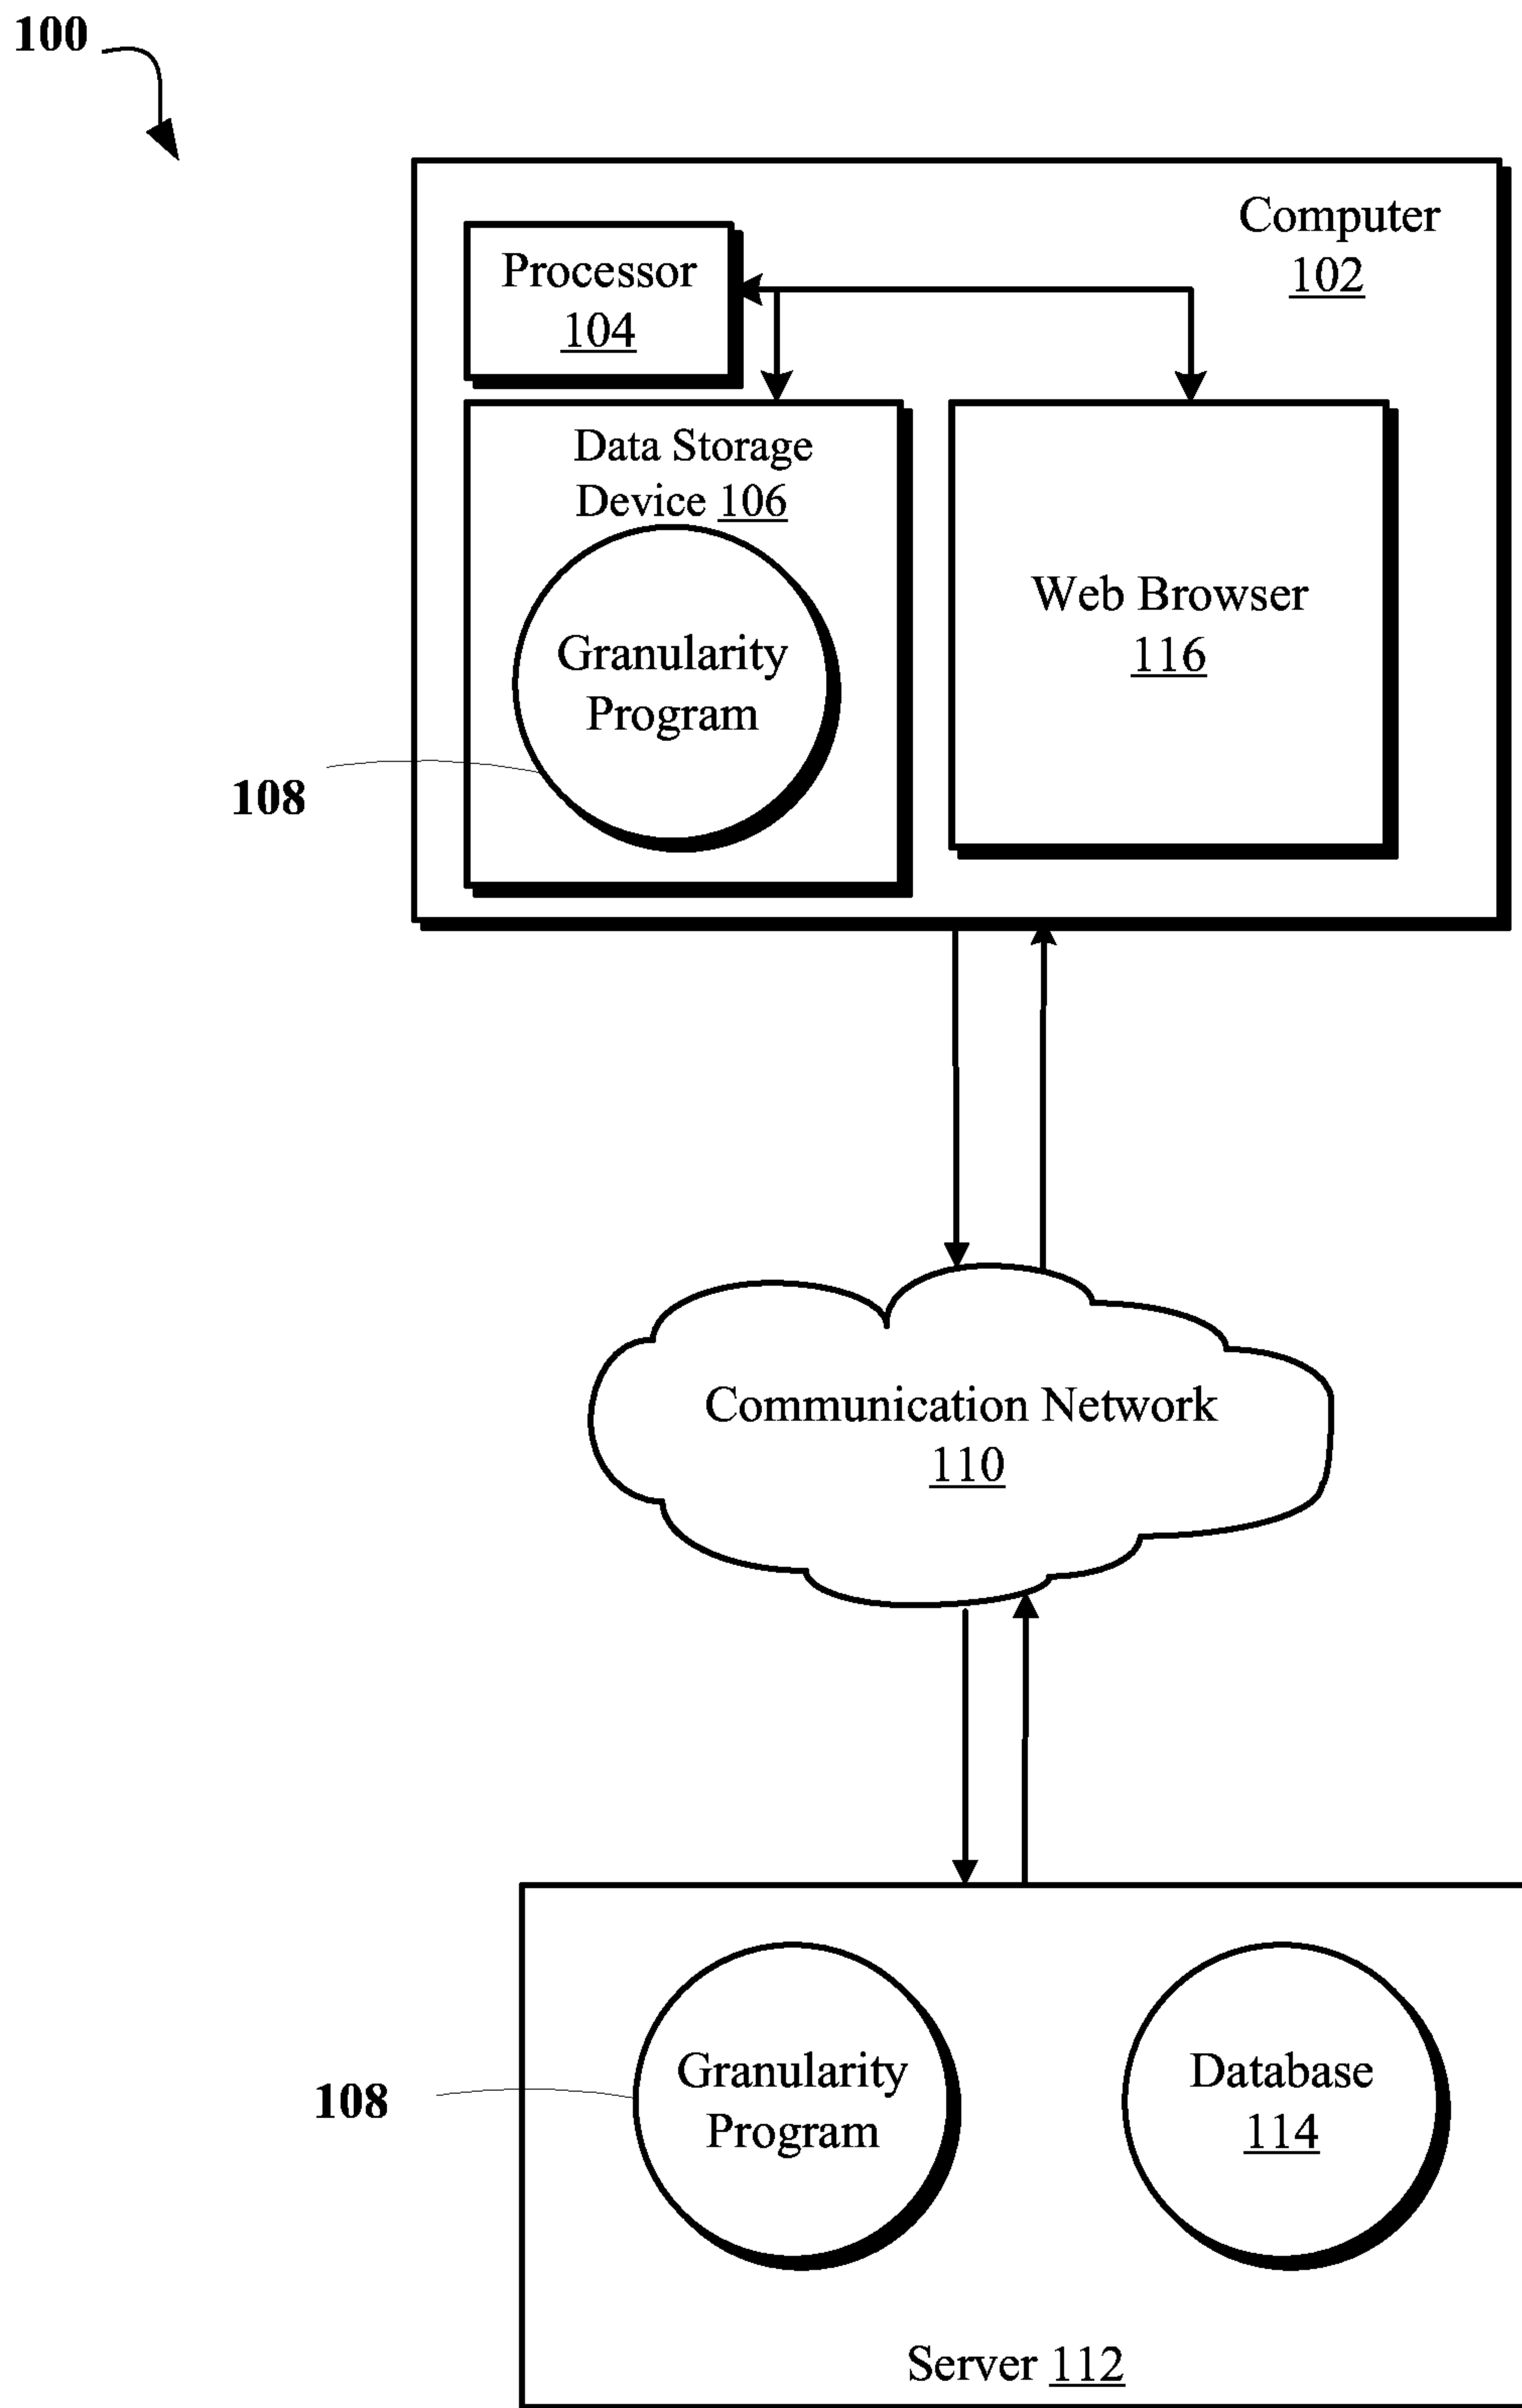 100
Computer
102
Processor
104
Data Storage
Device 106
Granularity
Program
108
Web Browser
116
Communication Network
110
Granularity
Program
108
Database
114
Server 112